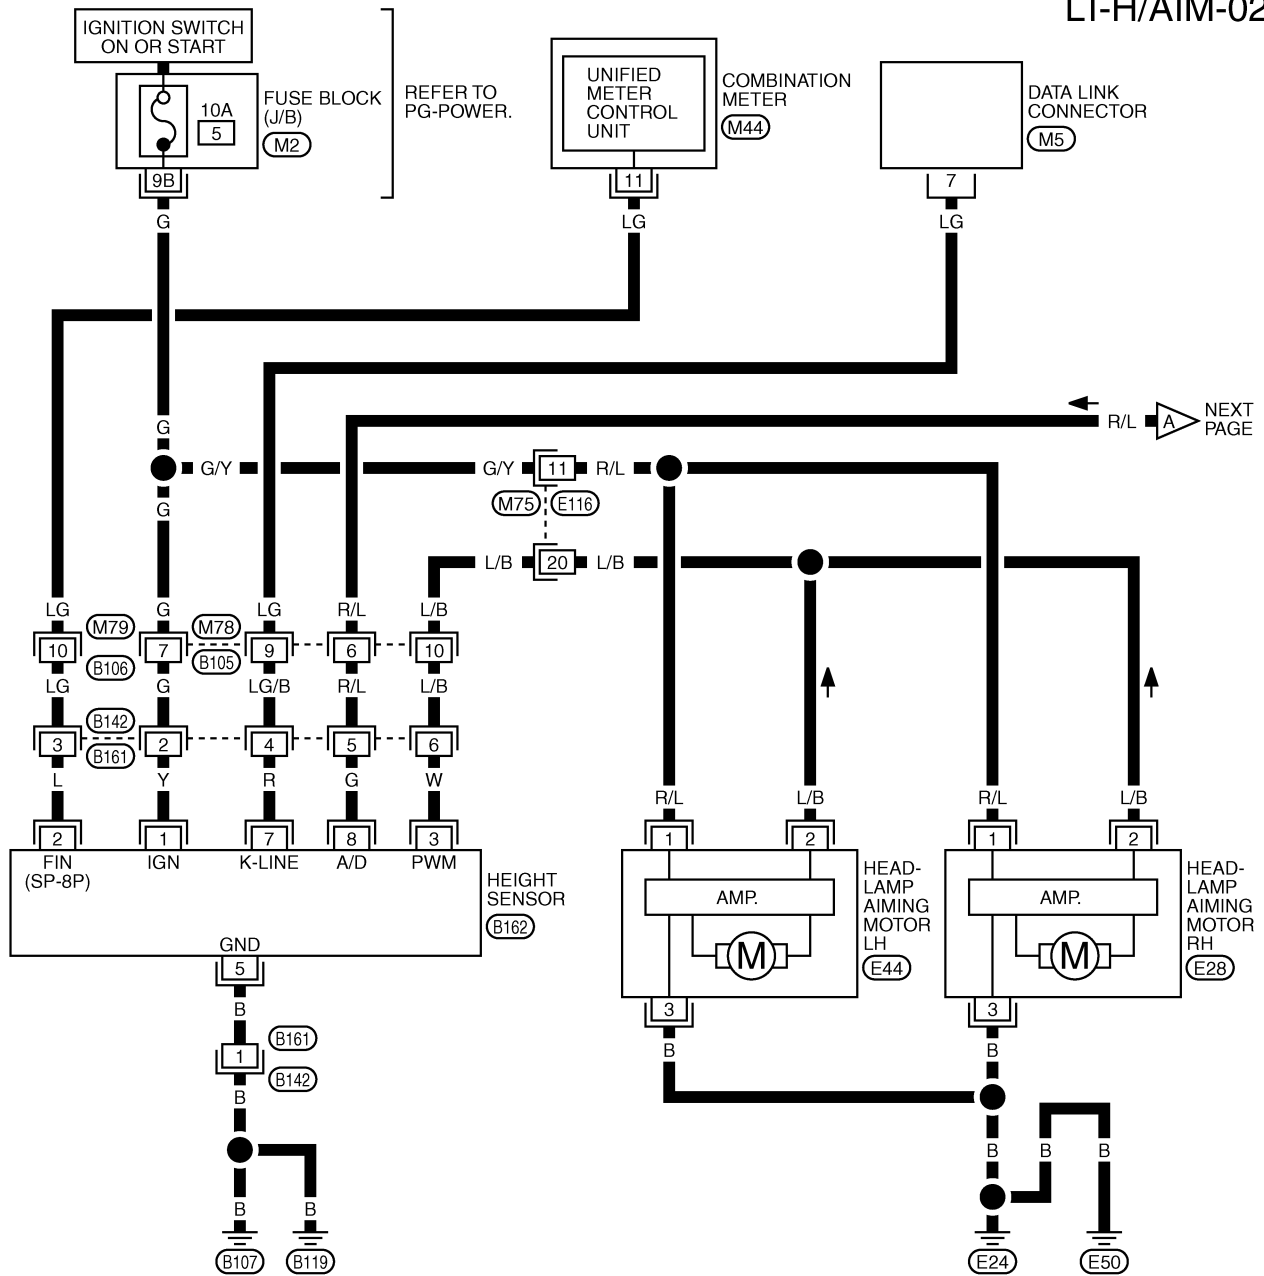 LT-H/AIM-02
IGNITION SWITCH
ON OR START
10A
5
FUSE BLOCK
(J/B)
M2
REFER TO
PG-POWER.
UNIFIED
METER
CONTROL
UNIT
COMBINATION
METER
M44
DATA LINK
CONNECTOR
M5
9B
11
7
G
LG
LG
G
R/L
A
NEXT
PAGE
G/Y
G/Y
11
R/L
G
M75
E116
L/B
20
L/B
LG
G
LG
R/L
L/B
M79
M78
10
7
9
6
10
B106
B105
LG
G
LG/B
R/L
L/B
B142
3
2
4
5
6
B161
L
Y
R
G
W
R/L
L/B
R/L
L/B
2
1
7
8
3
1
2
1
2
FIN
(SP-8P)
IGN
K-LINE
A/D
PWM
HEIGHT
SENSOR
B162
GND
AMP.
M
HEAD-
LAMP
AIMING
MOTOR
LH
E44
AMP.
M
HEAD-
LAMP
AIMING
MOTOR
RH
E28
5
3
3
B
B161
1
B142
B
B
B
B
B
B
B
B
B
B107
B119
E24
E50